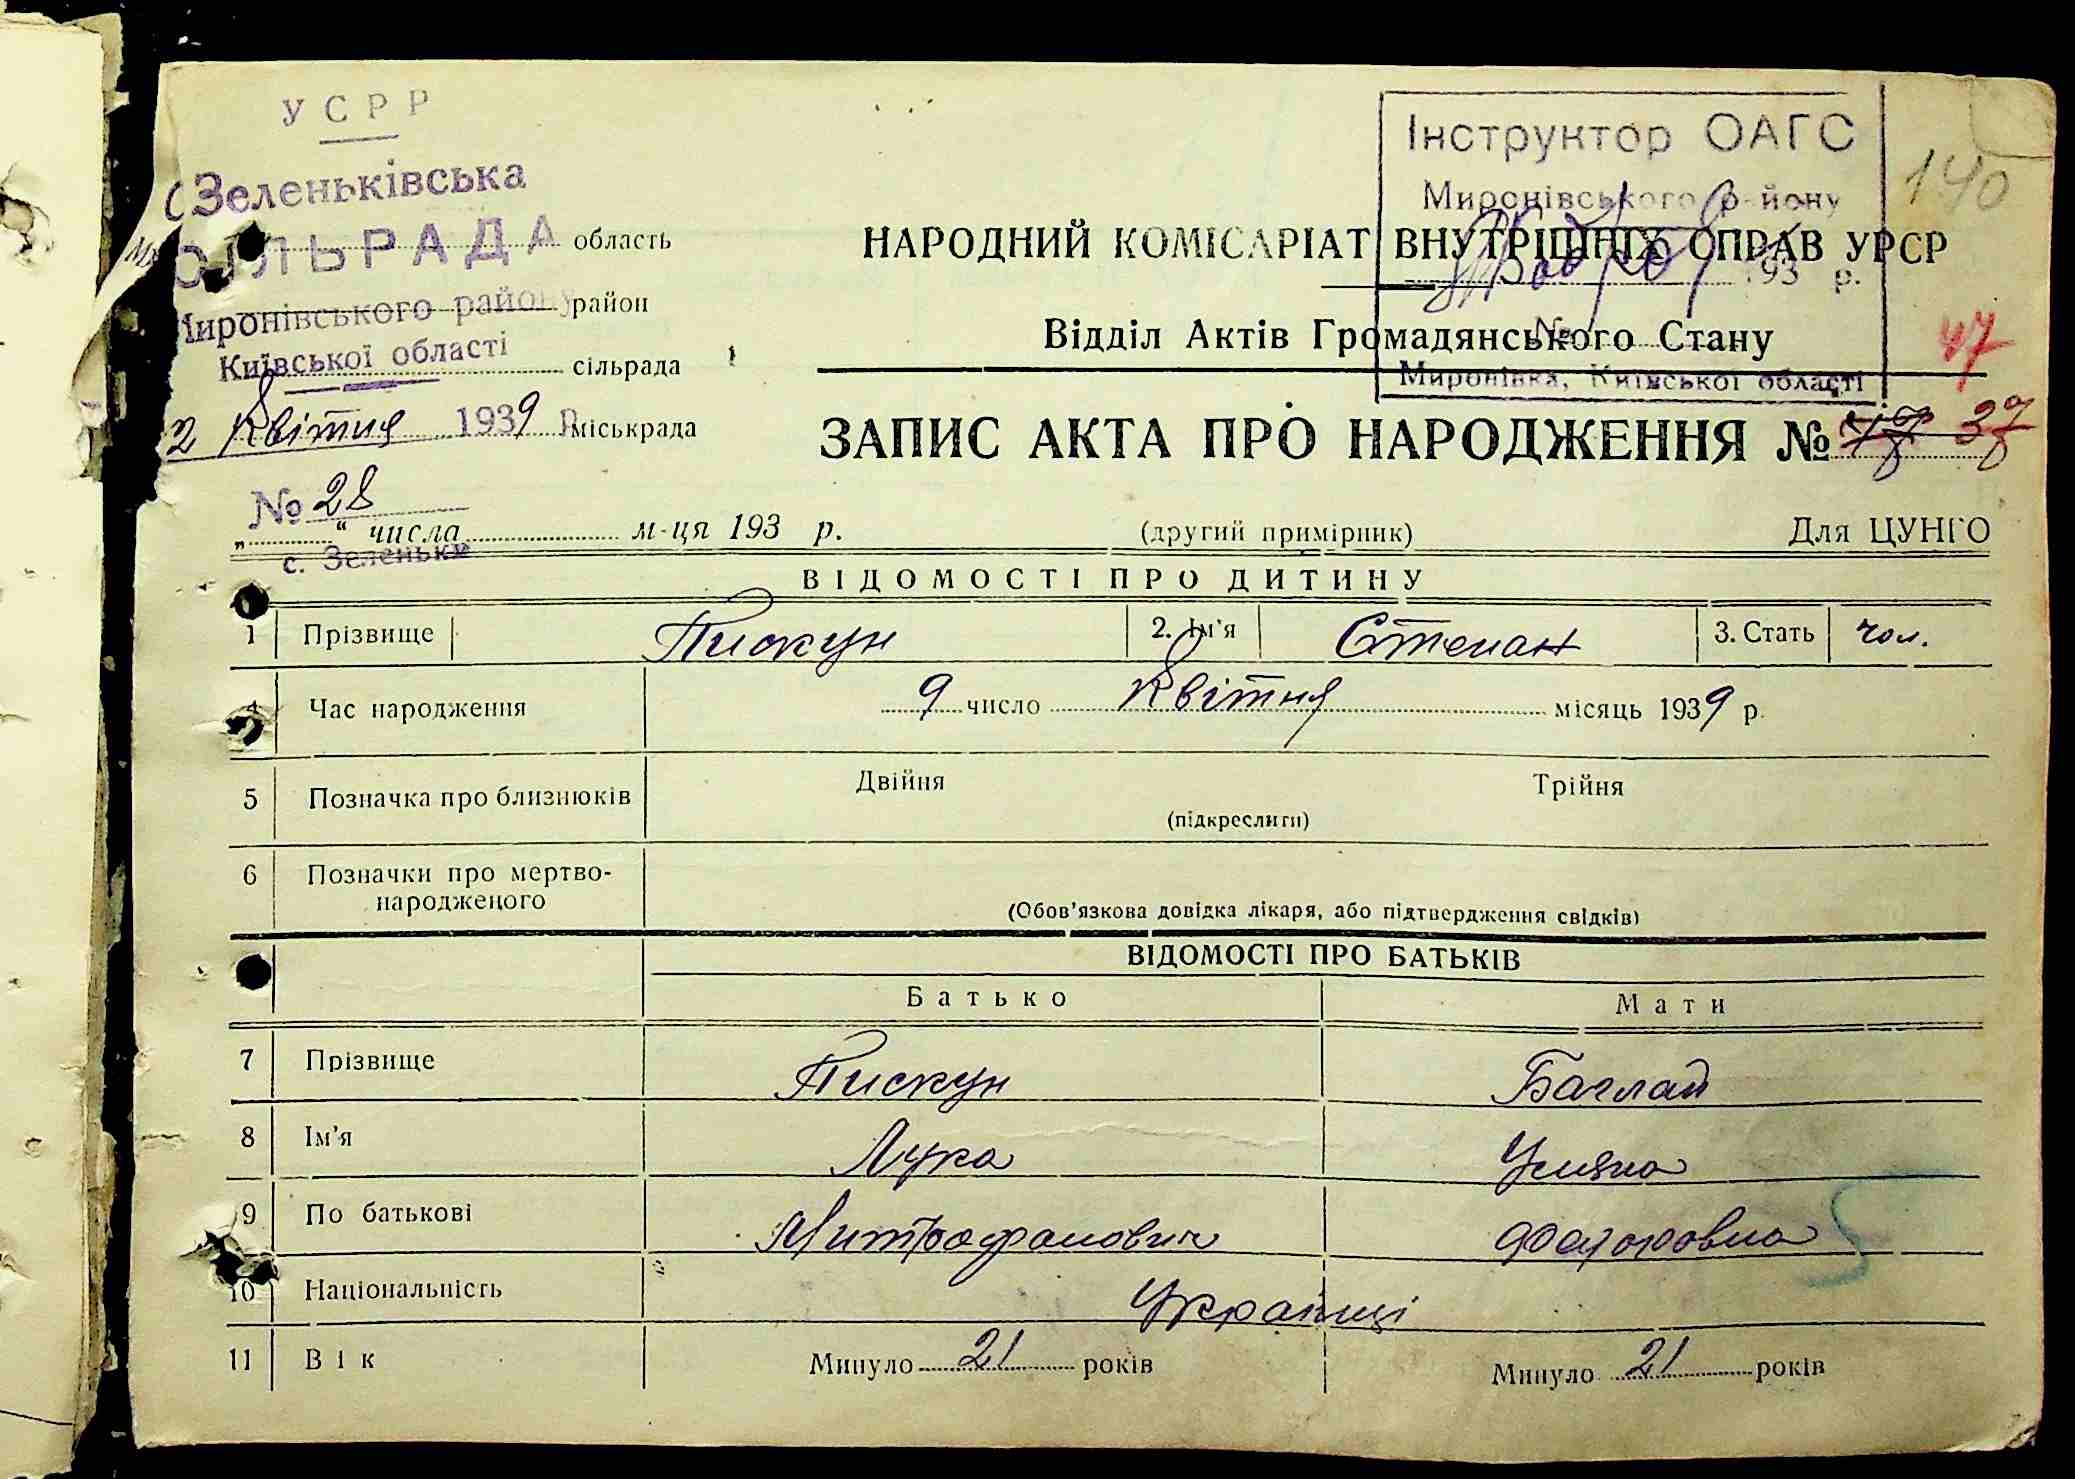 УСРР
Зеленьківська
СІЛЬРАДА область
Миронівського району район
Київської області сільрада
2 Квітня 1939 р. міськрада
№ 28
„ “ числа м-ця 193 р.
с. Зеленьки
Інструктор ОАГС
Миронівського району
193 р.
№
Миронівка, Київської області
140
НАРОДНИЙ КОМІСАРІАТ ВНУТРІШНІХ СПРАВ УРСР
Відділ Актів Громадянського Стану
47
ЗАПИС АКТА ПРО НАРОДЖЕННЯ № 37
(другий примірник) Для ЦУНГО
ВІДОМОСТІ ПРО ДИТИНУ
1 Прізвище Пискун 2. Ім'я Степан 3. Стать чол.
4 Час народження 9 число Квітня місяць 1939 р.
5 Позначка про близнюків Двійня Трійня
(підкреслити)
6 Позначки про мертво-
народженого
(Обов'язкова довідка лікаря, або підтвердження свідків)
ВІДОМОСТІ ПРО БАТЬКІВ
Батько Мати
7 Прізвище Пискун Баглай
8 Ім'я Лука Уляна
9 По батькові Митрофанович
10 Національність Українці
11 Вік Минуло 21 років Минуло 21 років